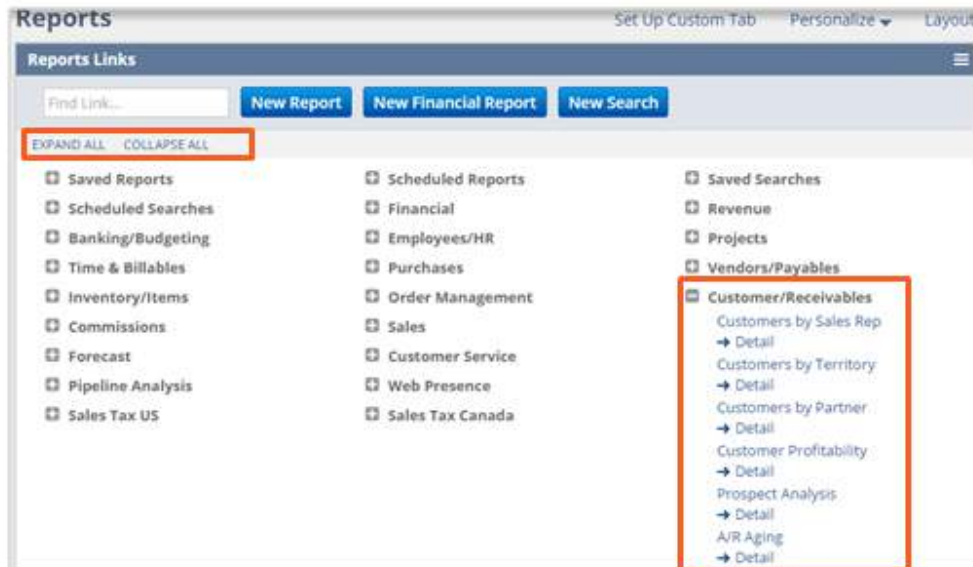 Reports
Set Up Custom Tab Personalize Layout
Reports Links
Find Link... New Report New Financial Report New Search
EXPAND ALL COLLAPSE ALL
Saved Reports Scheduled Reports Saved Searches
Scheduled Searches Financial Revenue
Banking/Budgeting Employees/HR Projects
Time & Billables Purchases Vendors/Payables
Inventory/Items Order Management Customer/Receivables
Commissions Sales Customers by Sales Rep
➔ Detail
Forecast Customer Service Customers by Territory
Pipeline Analysis Web Presence ➔ Detail
Sales Tax US Sales Tax Canada Customers by Partner
➔ Detail
Customer Profitability
➔ Detail
Prospect Analysis
➔ Detail
A/R Aging
➔ Detail